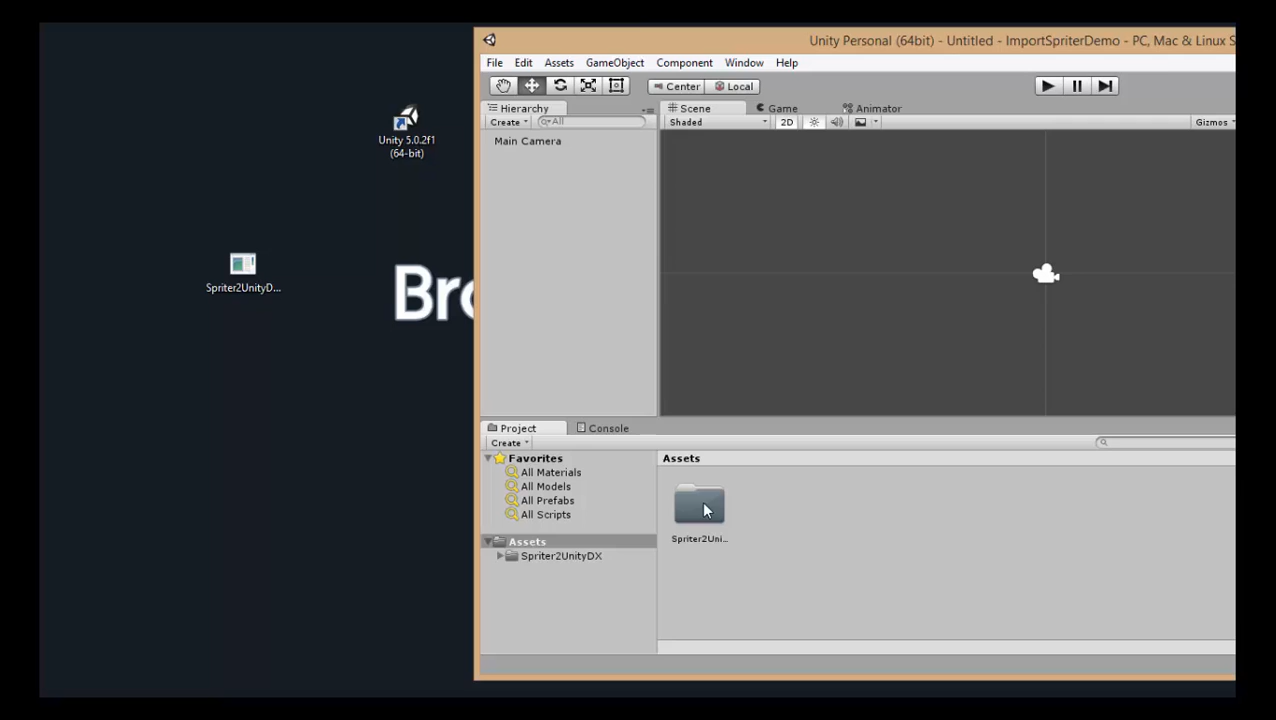 Unity Personal (64bit) - Untitled - ImportSpriterDemo - PC, Mac & Linux S
File Edit Assets GameObject Component Window Help
Center Local
Hierarchy
Scene Game Animator
Create All
Shaded 2D Gizmos
Main Camera
Unity 5.0.2f1
(64-bit)
Spriter2UnityD...
Bro
Project Console
Create
Favorites
Assets
All Materials
All Models
All Prefabs
All Scripts
Assets
Spriter2UnityDX
Spriter2Uni...